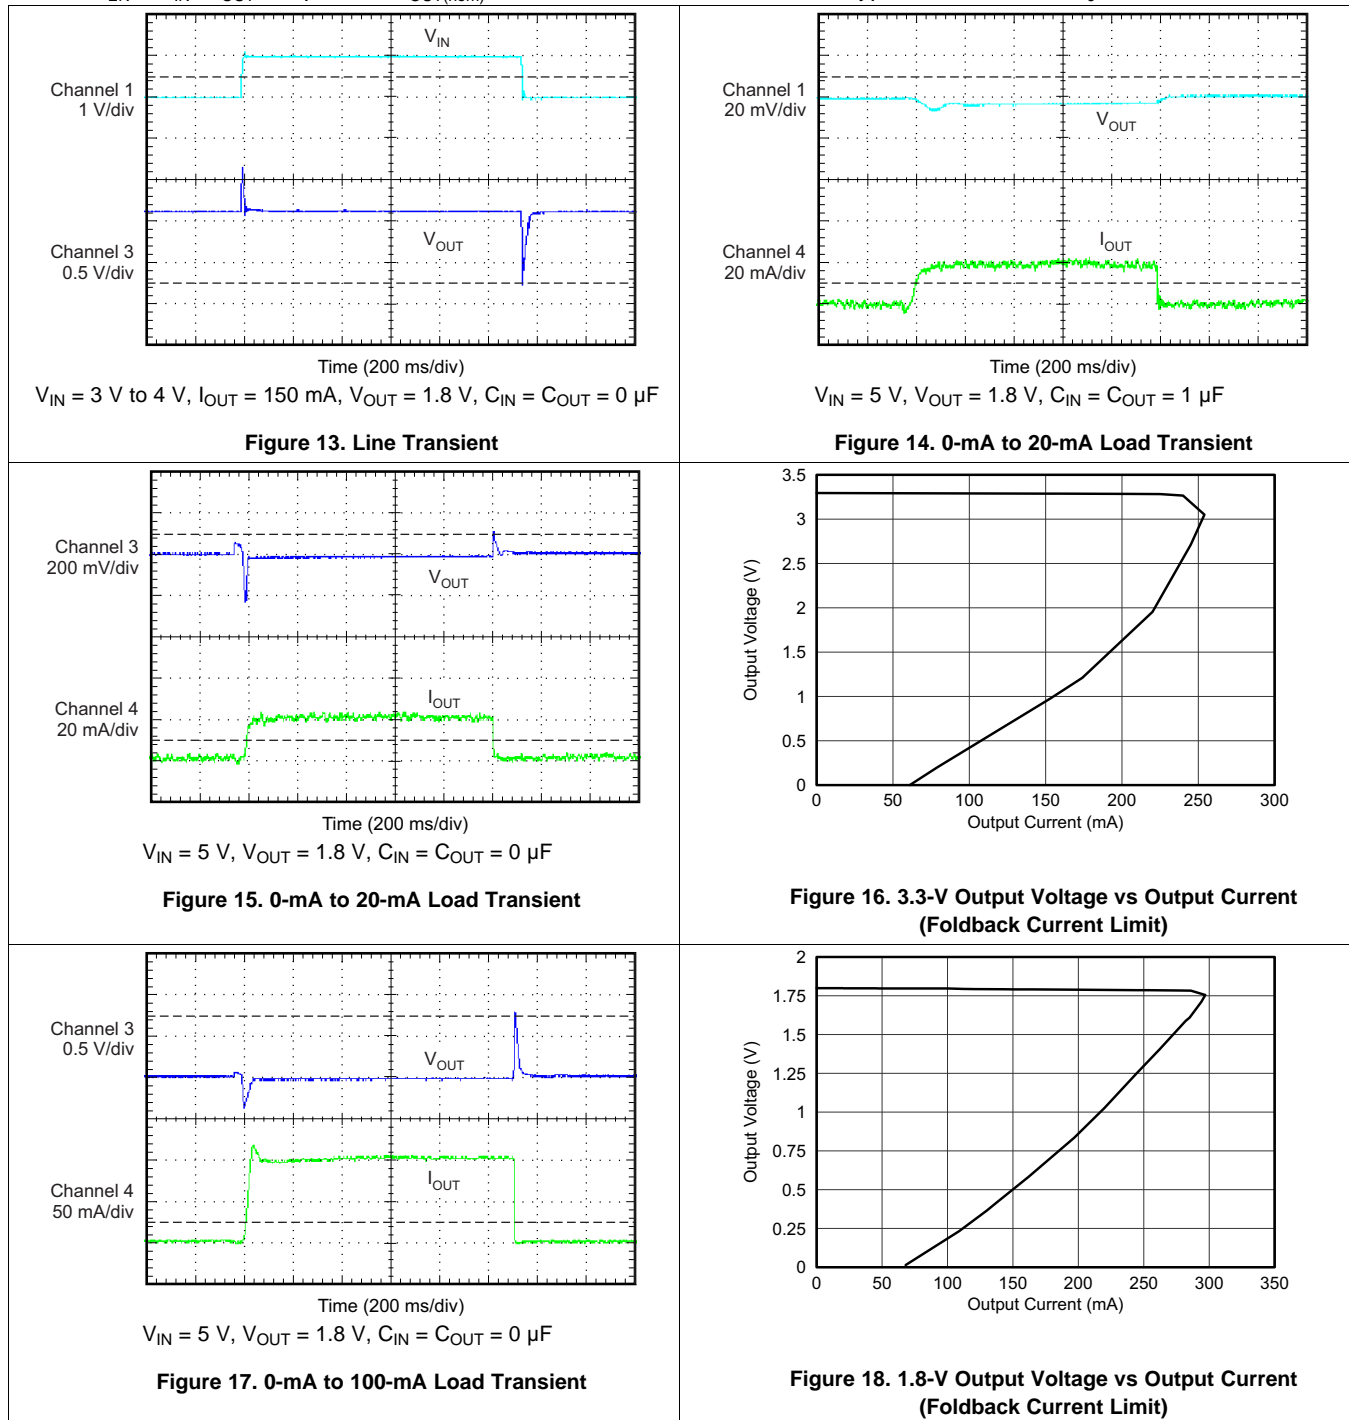 V_IN
Channel 1
1 V/div
Channel 3
0.5 V/div
V_OUT
Time (200 ms/div)
V_IN = 3 V to 4 V, I_OUT = 150 mA, V_OUT = 1.8 V, C_IN = C_OUT = 0 µF
Figure 13. Line Transient
Channel 1
20 mV/div
V_OUT
Channel 4
20 mA/div
I_OUT
Time (200 ms/div)
V_IN = 5 V, V_OUT = 1.8 V, C_IN = C_OUT = 1 µF
Figure 14. 0-mA to 20-mA Load Transient
Channel 3
200 mV/div
V_OUT
Channel 4
20 mA/div
I_OUT
Time (200 ms/div)
V_IN = 5 V, V_OUT = 1.8 V, C_IN = C_OUT = 0 µF
Figure 15. 0-mA to 20-mA Load Transient
3.5
3
2.5
2
1.5
1
0.5
0
Output Voltage (V)
0 50 100 150 200 250 300
Output Current (mA)
Figure 16. 3.3-V Output Voltage vs Output Current
(Foldback Current Limit)
Channel 3
0.5 V/div
V_OUT
Channel 4
50 mA/div
I_OUT
Time (200 ms/div)
V_IN = 5 V, V_OUT = 1.8 V, C_IN = C_OUT = 0 µF
Figure 17. 0-mA to 100-mA Load Transient
2
1.75
1.5
1.25
1
0.75
0.5
0.25
0
Output Voltage (V)
0 50 100 150 200 250 300 350
Output Current (mA)
Figure 18. 1.8-V Output Voltage vs Output Current
(Foldback Current Limit)